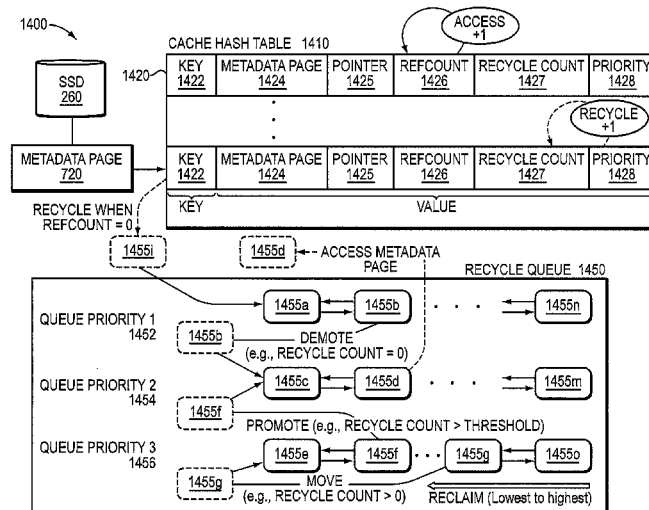 1400
ACCESS
+1
CACHE HASH TABLE 1410
1420
KEY METADATA PAGE POINTER REFCOUNT RECYCLE COUNT PRIORITY
1422 1424 1425 1426 1427 1428
SSD
260
RECYCLE
+1
METADATA PAGE
720
KEY METADATA PAGE POINTER REFCOUNT RECYCLE COUNT PRIORITY
1422 1424 1425 1426 1427 1428
KEY VALUE
RECYCLE WHEN
REFCOUNT = 0
1455i
1455d
ACCESS METADATA
PAGE
RECYCLE QUEUE 1450
QUEUE PRIORITY 1
1452
1455a 1455b 1455n
1455b
DEMOTE
(e.g., RECYCLE COUNT = 0)
QUEUE PRIORITY 2
1454
1455c 1455d 1455m
1455f
PROMOTE (e.g., RECYCLE COUNT > THRESHOLD)
QUEUE PRIORITY 3
1456
1455e 1455f 1455g 1455o
1455g
MOVE
(e.g., RECYCLE COUNT > 0)
RECLAIM (Lowest to highest)